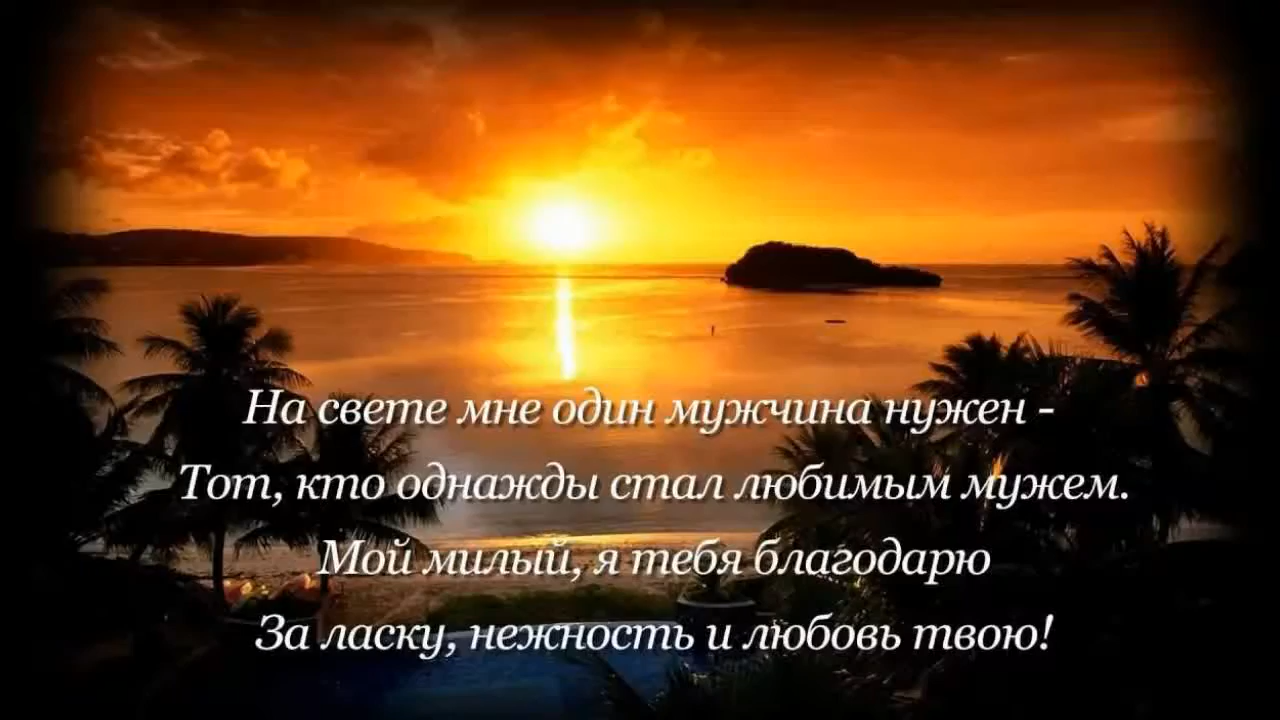 На свете мне один мужчина нужен -
Тот, кто однажды стал любимым мужем.
Мой милый, я тебя благодарю
За ласку, нежность и любовь твою!